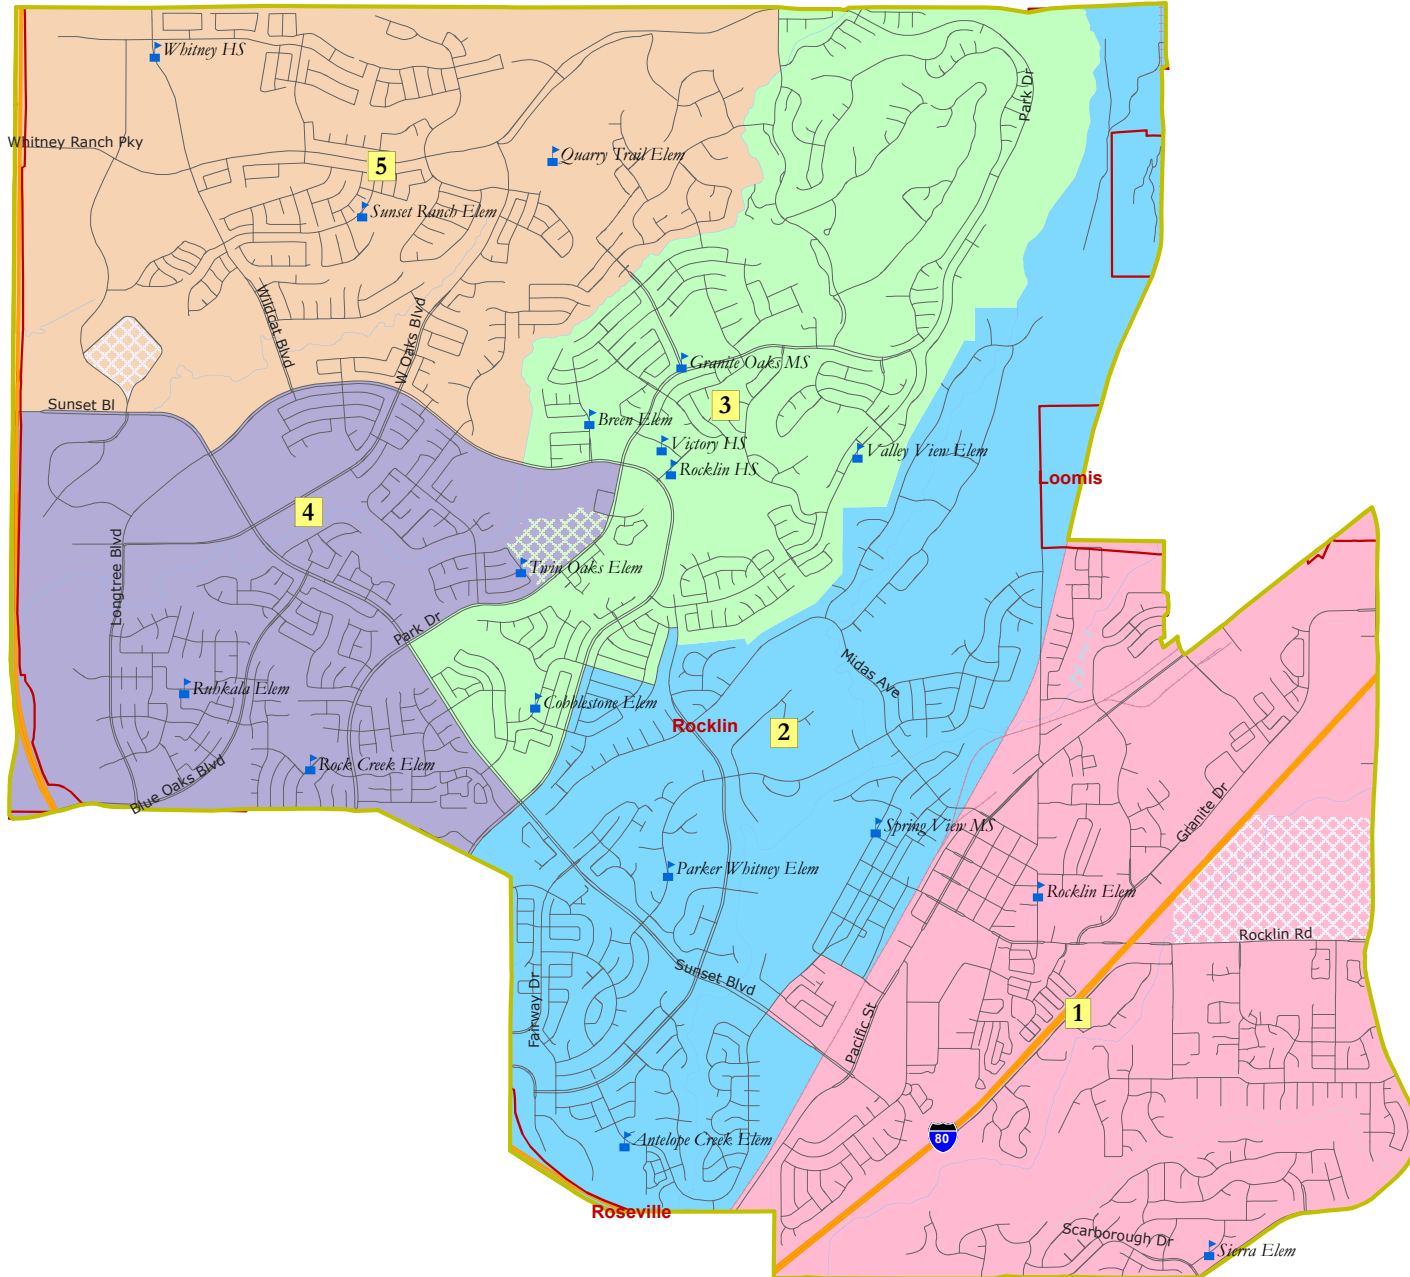 Whitney HS
Park Dr
Whitney Ranch Pky
Quarry Trail Elem
5
Sunset Ranch Elem
Wildcat Blvd
W Oaks Blvd
Granite Oaks MS
Sunset Bl
3
Breen Elem
Victory HS
Valley View Elem
Rocklin HS
Loomis
4
Longtree Blvd
Twin Oaks Elem
Park Dr
Midas Ave
Ruhkala Elem
Cobblestone Elem
Rocklin
2
Rock Creek Elem
Blue Oaks Blvd
Granite Dr
Spring View MS
Parker Whitney Elem
Rocklin Elem
Rocklin Rd
Sunset Blvd
Fairway Dr
1
Pacific St
80
Antelope Creek Elem
Roseville
Scarborough Dr
Sierra Elem